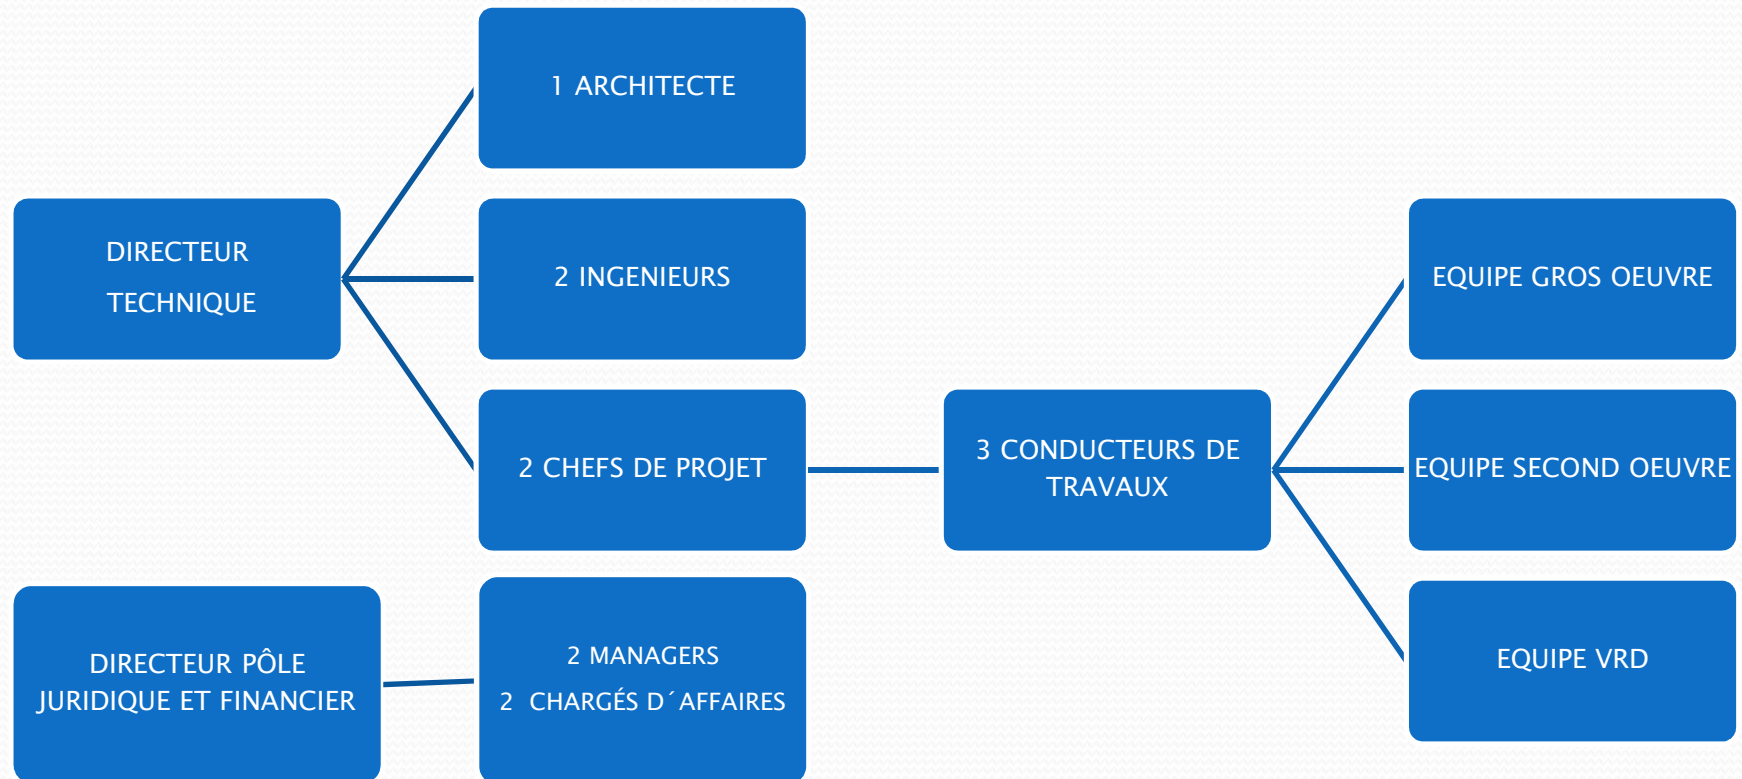 1 ARCHITECTE
DIRECTEUR
TECHNIQUE
2 INGENIEURS
EQUIPE GROS OEUVRE
2 CHEFS DE PROJET
3 CONDUCTEURS DE
TRAVAUX
EQUIPE SECOND OEUVRE
DIRECTEUR PÔLE
JURIDIQUE ET FINANCIER
2 MANAGERS
2 CHARGÉS D´AFFAIRES
EQUIPE VRD